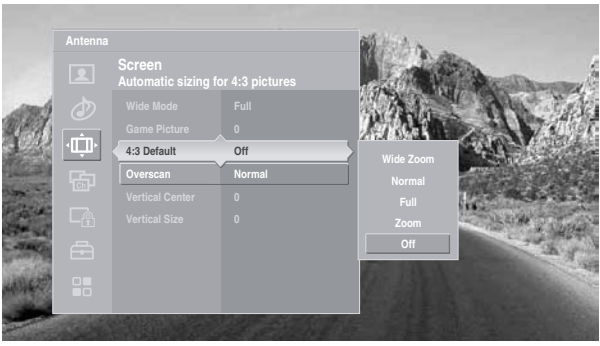 Antenna
Screen
Automatic sizing for 4:3 pictures
Wide Mode Full
Game Picture 0
4:3 Default Off
Overscan Normal
Vertical Center 0
Vertical Size 0
Wide Zoom
Normal
Full
Zoom
Off
Ch